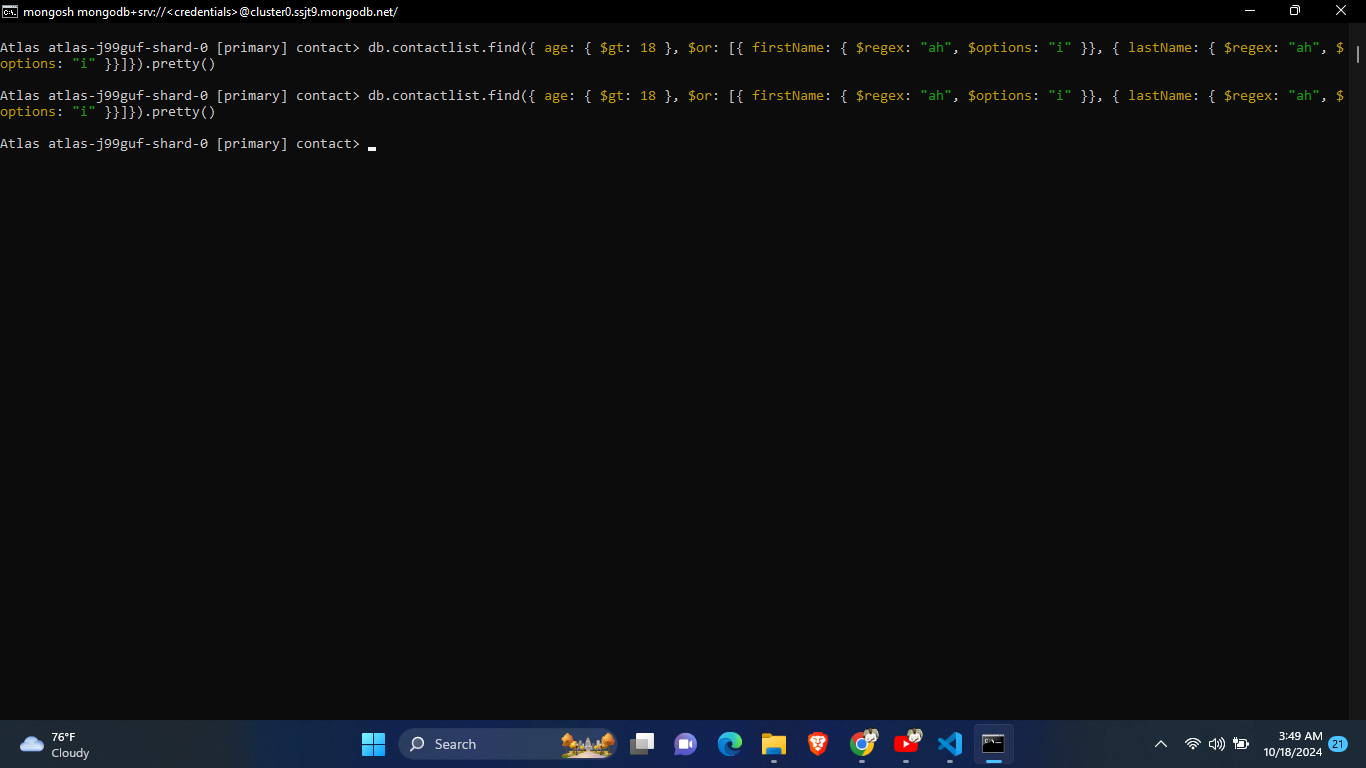 mongosh mongodb+srv://<credentials>@cluster0.ssjt9.mongodb.net/
Atlas atlas-j99guf-shard-0 [primary] contact> db.contactlist.find({ age: { $gt: 18 }, $or: [{ firstName: { $regex: "ah", $options: "i" }}, { lastName: { $regex: "ah", $
options: "i" }}]}).pretty()
Atlas atlas-j99guf-shard-0 [primary] contact> db.contactlist.find({ age: { $gt: 18 }, $or: [{ firstName: { $regex: "ah", $options: "i" }}, { lastName: { $regex: "ah", $
options: "i" }}]}).pretty()
Atlas atlas-j99guf-shard-0 [primary] contact>
76°F
Cloudy
Search
3:49 AM
10/18/2024
21